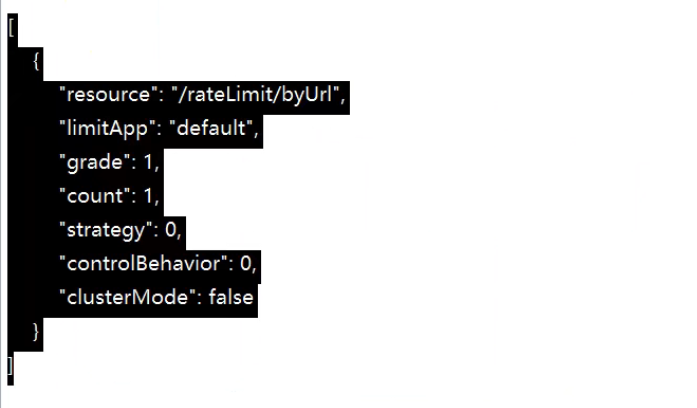 [
{
"resource": "/rateLimit/byUrl",
"limitApp": "default",
"grade": 1,
"count": 1,
"strategy": 0,
"controlBehavior": 0,
"clusterMode": false
}
]